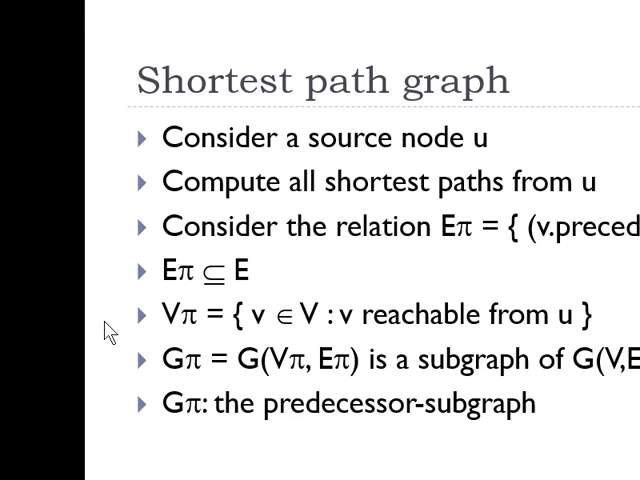 Shortest path graph
Consider a source node u
Compute all shortest paths from u
Consider the relation Eπ = { (v.preced
Eπ ⊆ E
Vπ = { v ∈ V : v reachable from u }
Gπ = G(Vπ, Eπ) is a subgraph of G(V,E
Gπ: the predecessor-subgraph